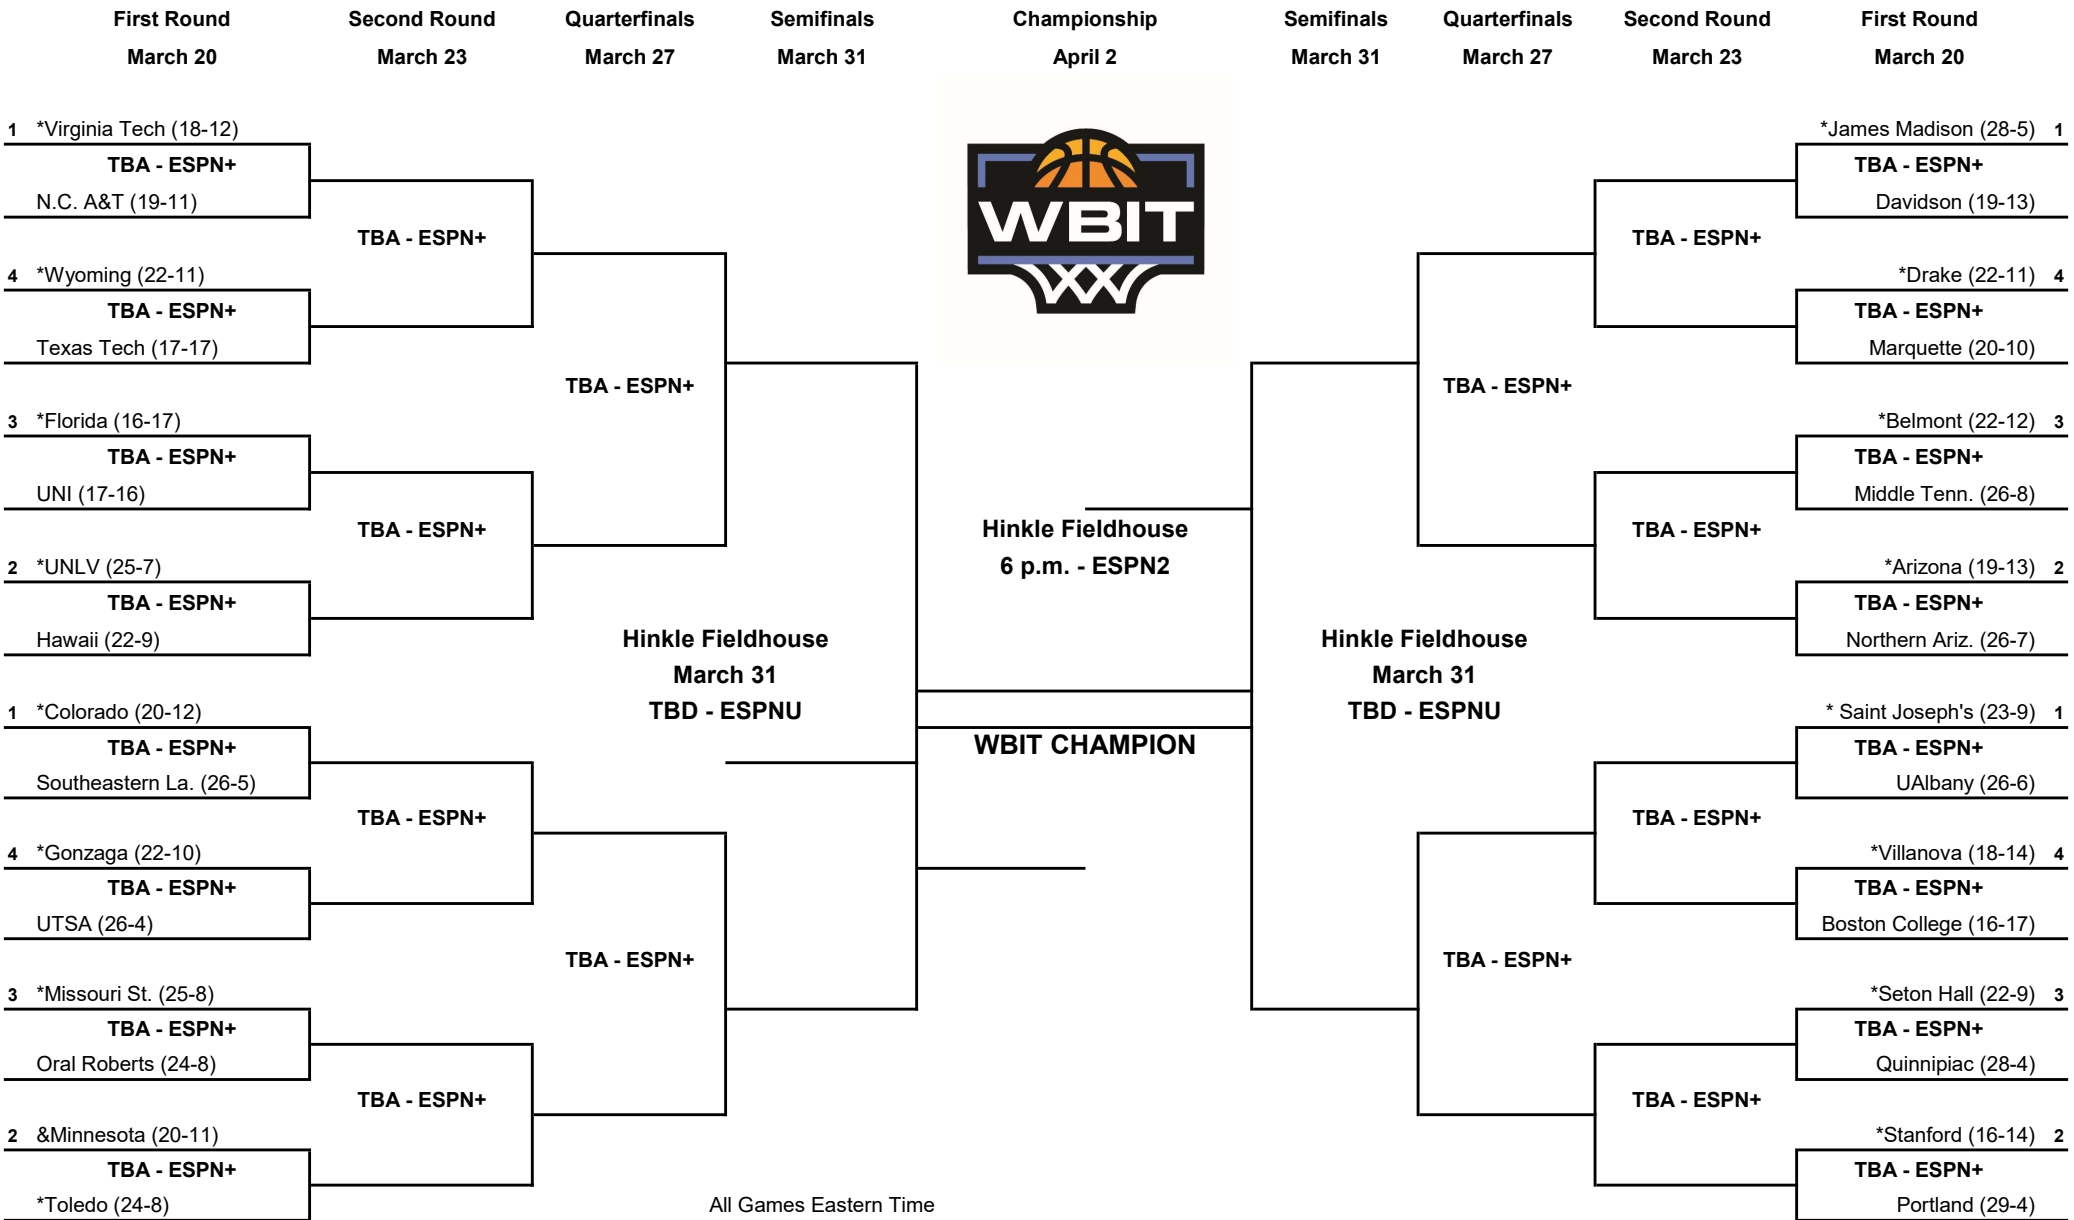 First Round Second Round Quarterfinals Semifinals Championship Semifinals Quarterfinals Second Round First Round
March 20 March 23 March 27 March 31 April 2 March 31 March 27 March 23 March 20
1 *Virginia Tech (18-12)
TBA - ESPN+
N.C. A&T (19-11)
TBA - ESPN+
4 *Wyoming (22-11)
TBA - ESPN+
Texas Tech (17-17)
TBA - ESPN+
3 *Florida (16-17)
TBA - ESPN+
UNI (17-16)
TBA - ESPN+
2 *UNLV (25-7)
TBA - ESPN+
Hawaii (22-9)
Hinkle Fieldhouse
March 31
TBD - ESPNU
1 *Colorado (20-12)
TBA - ESPN+
Southeastern La. (26-5)
TBA - ESPN+
4 *Gonzaga (22-10)
TBA - ESPN+
UTSA (26-4)
TBA - ESPN+
3 *Missouri St. (25-8)
TBA - ESPN+
Oral Roberts (24-8)
TBA - ESPN+
2 &Minnesota (20-11)
TBA - ESPN+
*Toledo (24-8)
WBIT
Hinkle Fieldhouse
6 p.m. - ESPN2
WBIT CHAMPION
All Games Eastern Time
*James Madison (28-5) 1
TBA - ESPN+
Davidson (19-13)
TBA - ESPN+
*Drake (22-11) 4
TBA - ESPN+
Marquette (20-10)
TBA - ESPN+
*Belmont (22-12) 3
TBA - ESPN+
Middle Tenn. (26-8)
TBA - ESPN+
*Arizona (19-13) 2
TBA - ESPN+
Northern Ariz. (26-7)
Hinkle Fieldhouse
March 31
TBD - ESPNU
* Saint Joseph's (23-9) 1
TBA - ESPN+
UAlbany (26-6)
TBA - ESPN+
*Villanova (18-14) 4
TBA - ESPN+
Boston College (16-17)
TBA - ESPN+
*Seton Hall (22-9) 3
TBA - ESPN+
Quinnipiac (28-4)
TBA - ESPN+
*Stanford (16-14) 2
TBA - ESPN+
Portland (29-4)